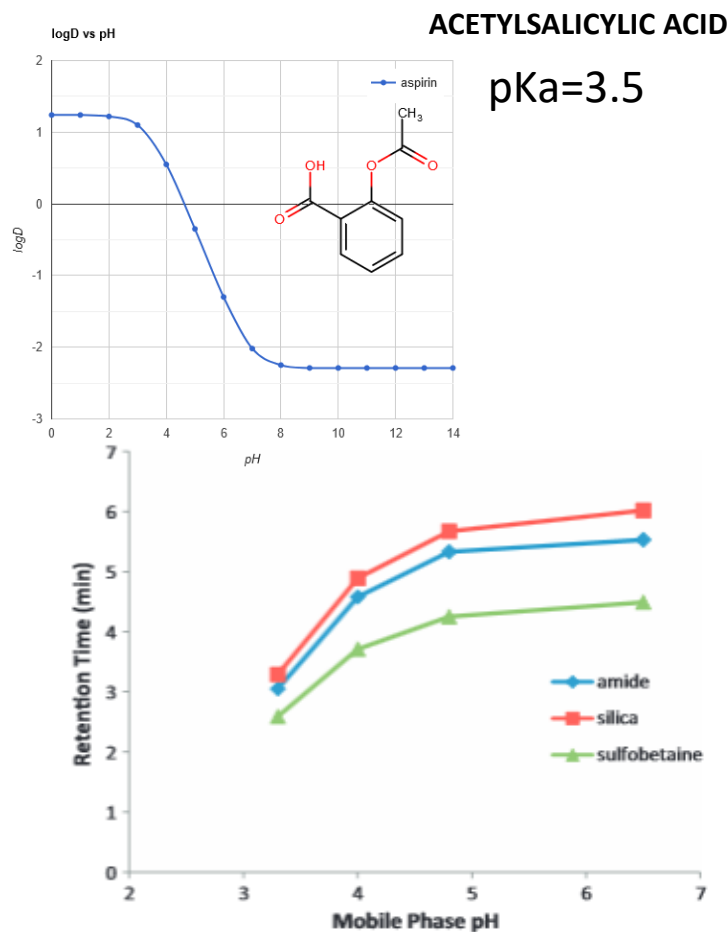 ACETYLSALICYLIC ACID
pKa=3.5
logD vs pH
aspirin
2
1
0
-1
-2
-3
logD
0 2 4 6 8 10 12 14
pH
CH3
OH
O
O
O
7
6
5
4
3
2
1
0
Retention Time (min)
amide
silica
sulfobetaine
2 3 4 5 6 7
Mobile Phase pH